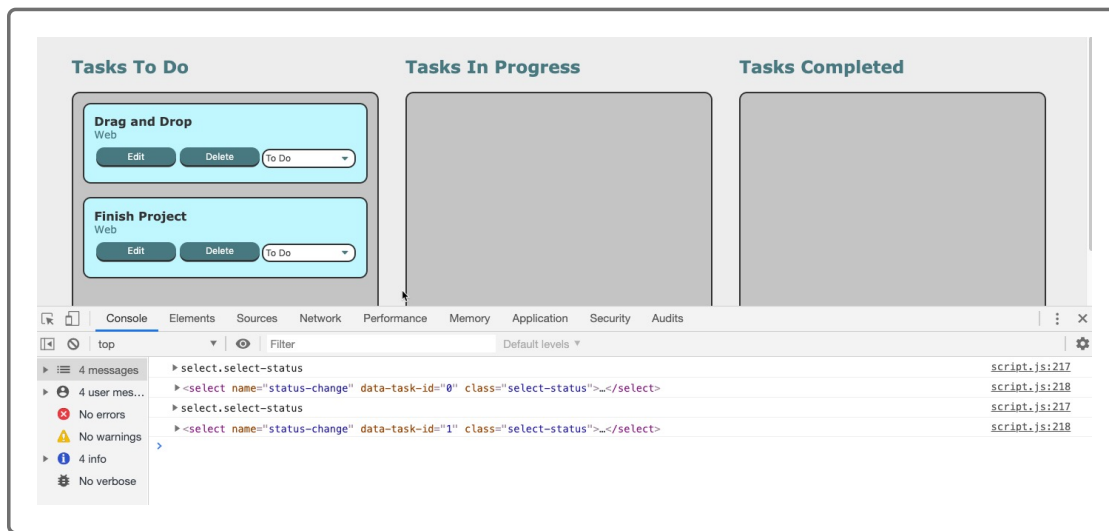 Tasks To Do
Tasks In Progress
Tasks Completed
Drag and Drop
Web
Edit Delete To Do
Finish Project
Web
Edit Delete To Do
Console Elements Sources Network Performance Memory Application Security Audits
top Filter Default levels
4 messages
4 user mes...
No errors
No warnings
4 info
No verbose
select.select-status script.js:217
<select name="status-change" data-task-id="0" class="select-status">…</select> script.js:218
select.select-status script.js:217
<select name="status-change" data-task-id="1" class="select-status">…</select> script.js:218